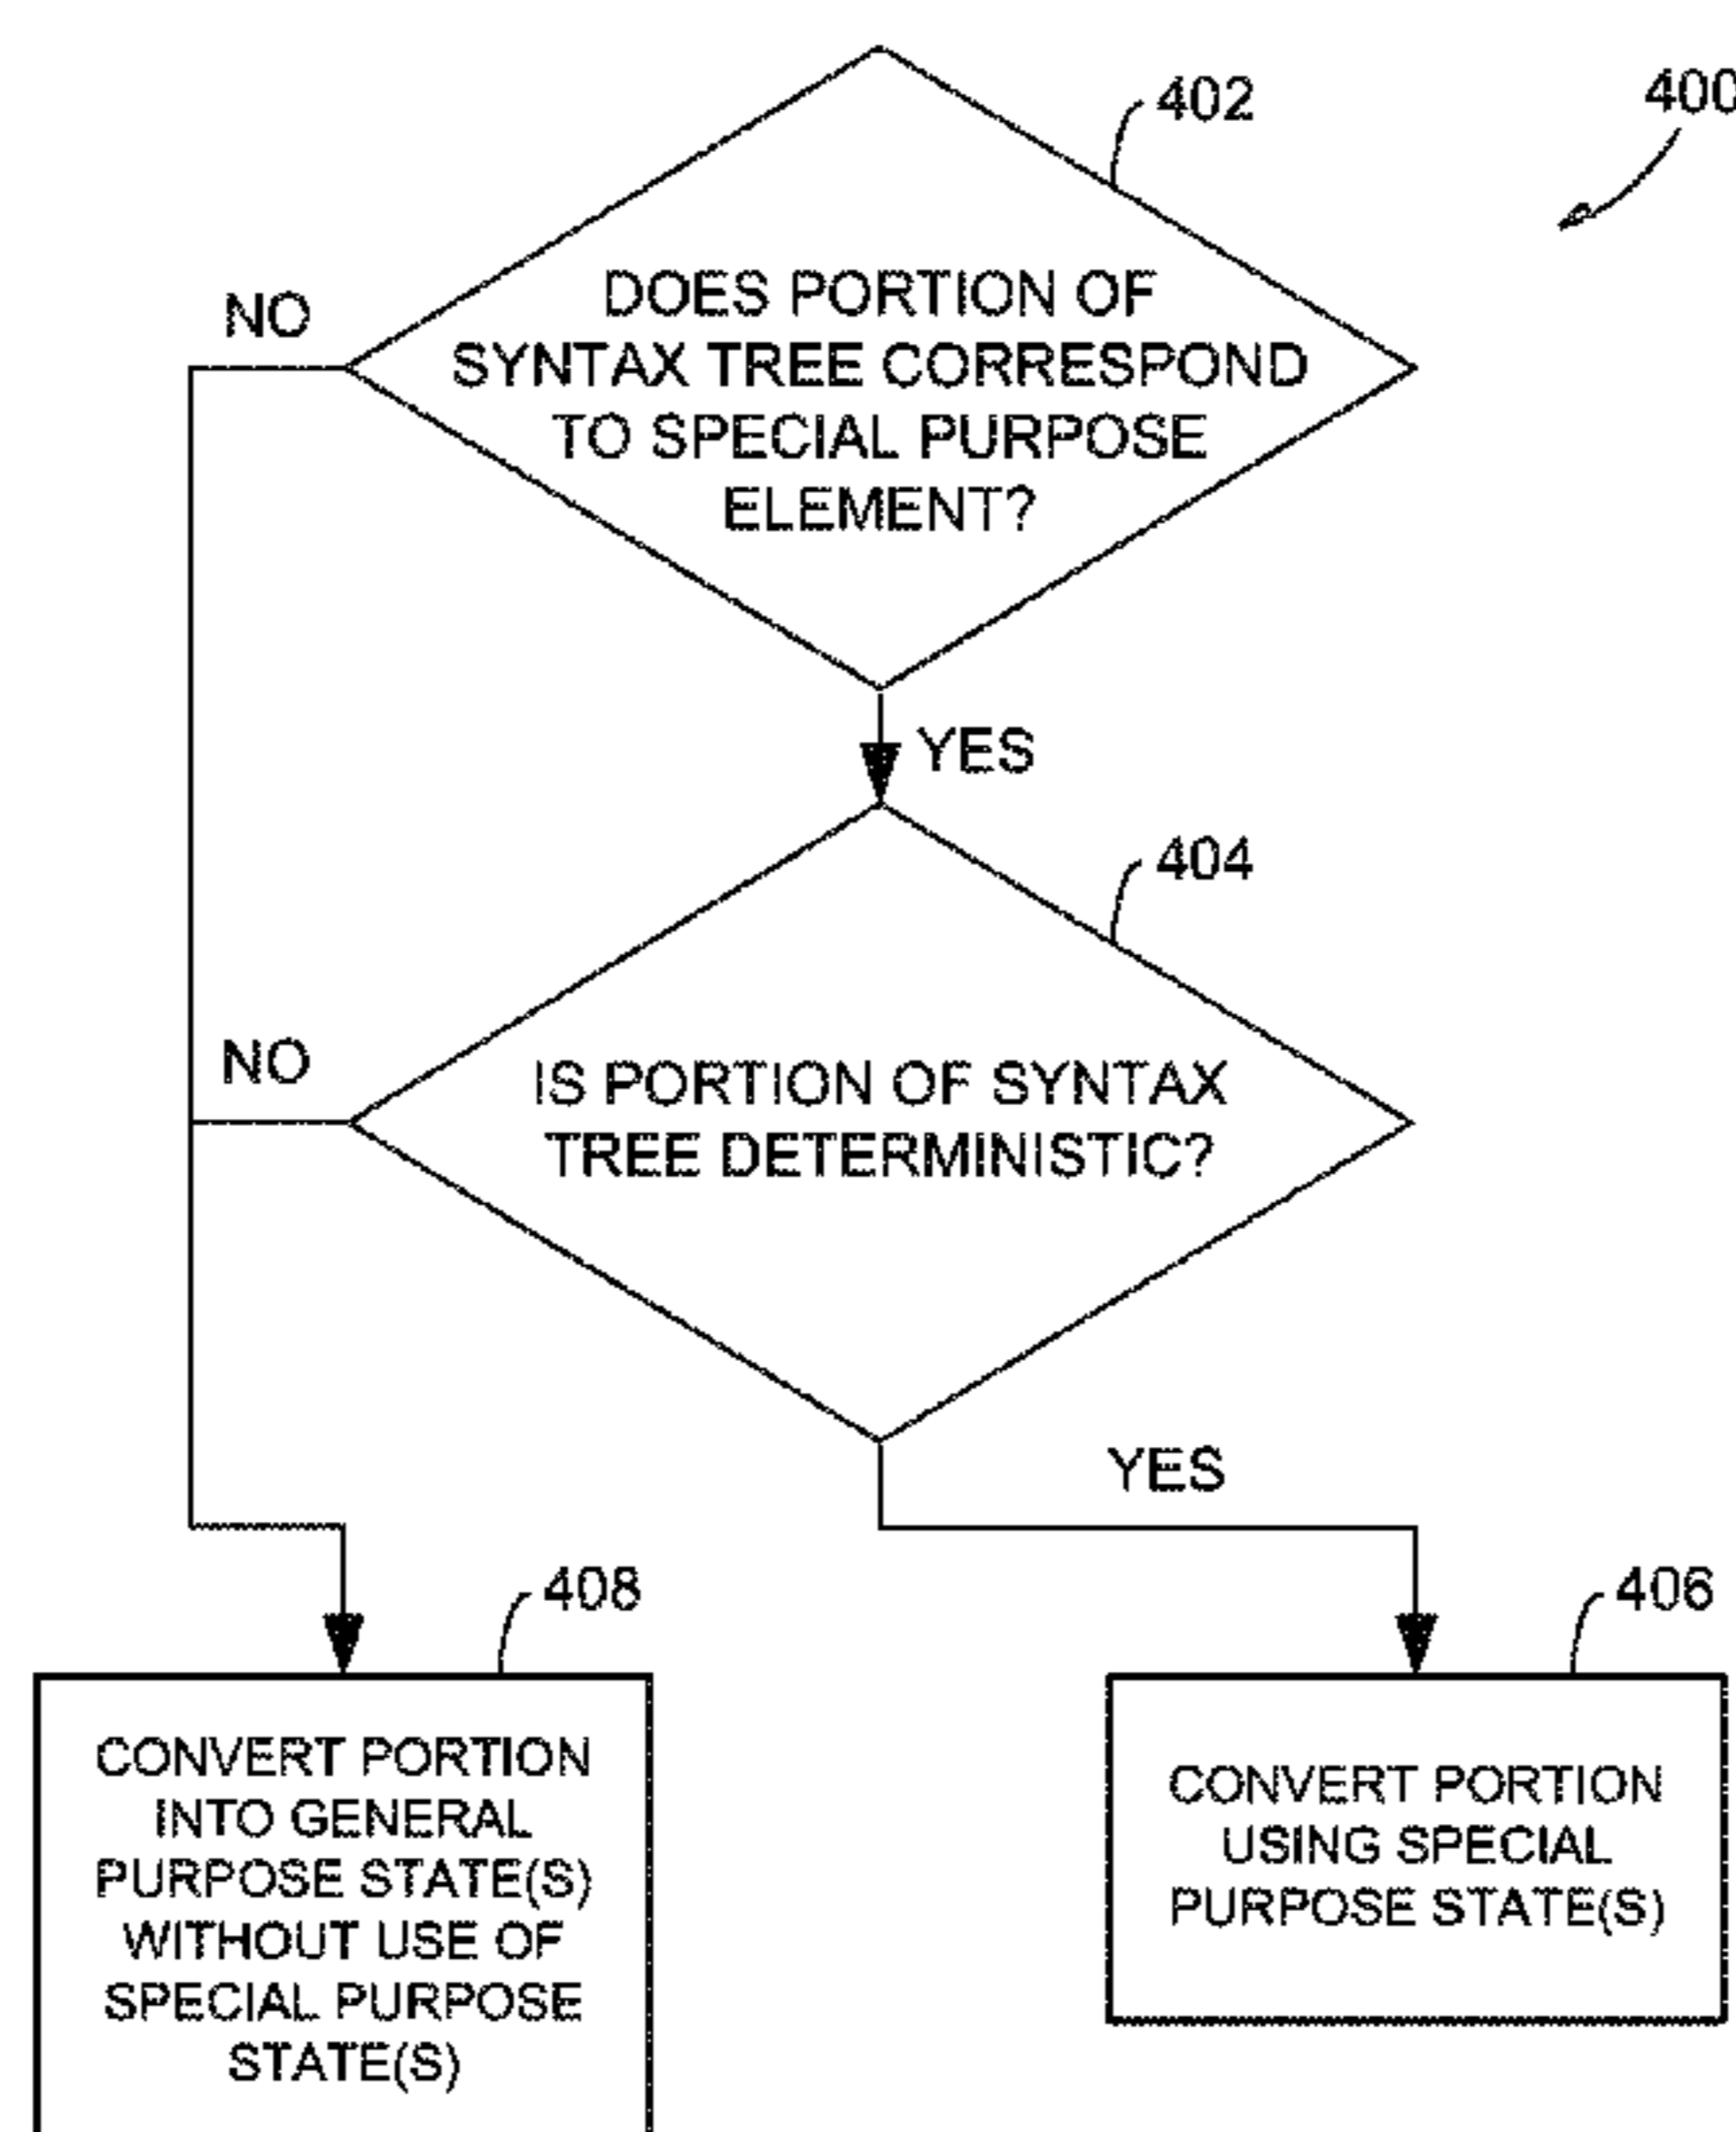 402
400
NO
DOES PORTION OF
SYNTAX TREE CORRESPOND
TO SPECIAL PURPOSE
ELEMENT?
YES
404
NO
IS PORTION OF SYNTAX
TREE DETERMINISTIC?
YES
408
406
CONVERT PORTION
INTO GENERAL
PURPOSE STATE(S)
WITHOUT USE OF
SPECIAL PURPOSE
STATE(S)
CONVERT PORTION
USING SPECIAL
PURPOSE STATE(S)